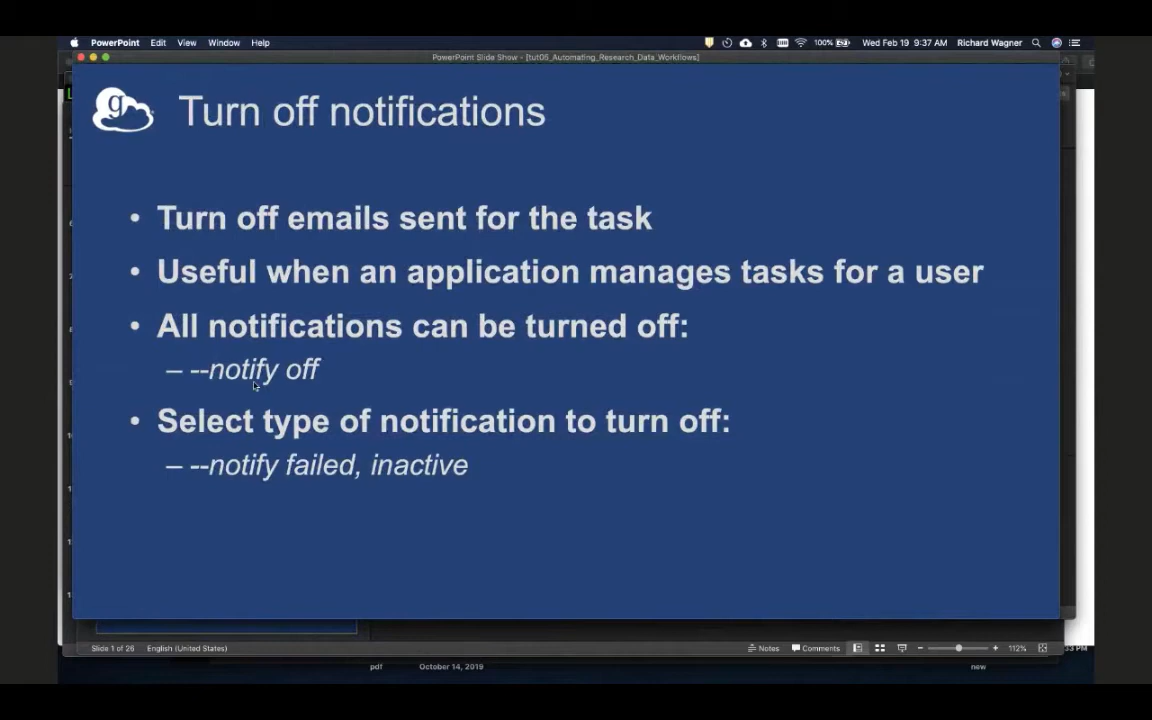 PowerPoint Edit View Window Help 100% Wed Feb 19 9:37 AM Richard Wagner
PowerPoint Slide Show - [tut05_Automating_Research_Data_Workflows]
g
Turn off notifications
• Turn off emails sent for the task
• Useful when an application manages tasks for a user
• All notifications can be turned off:
– --notify off
• Select type of notification to turn off:
– --notify failed, inactive
Slide 1 of 26 English (United States) Notes Comments 112%
pdf October 14, 2019 new